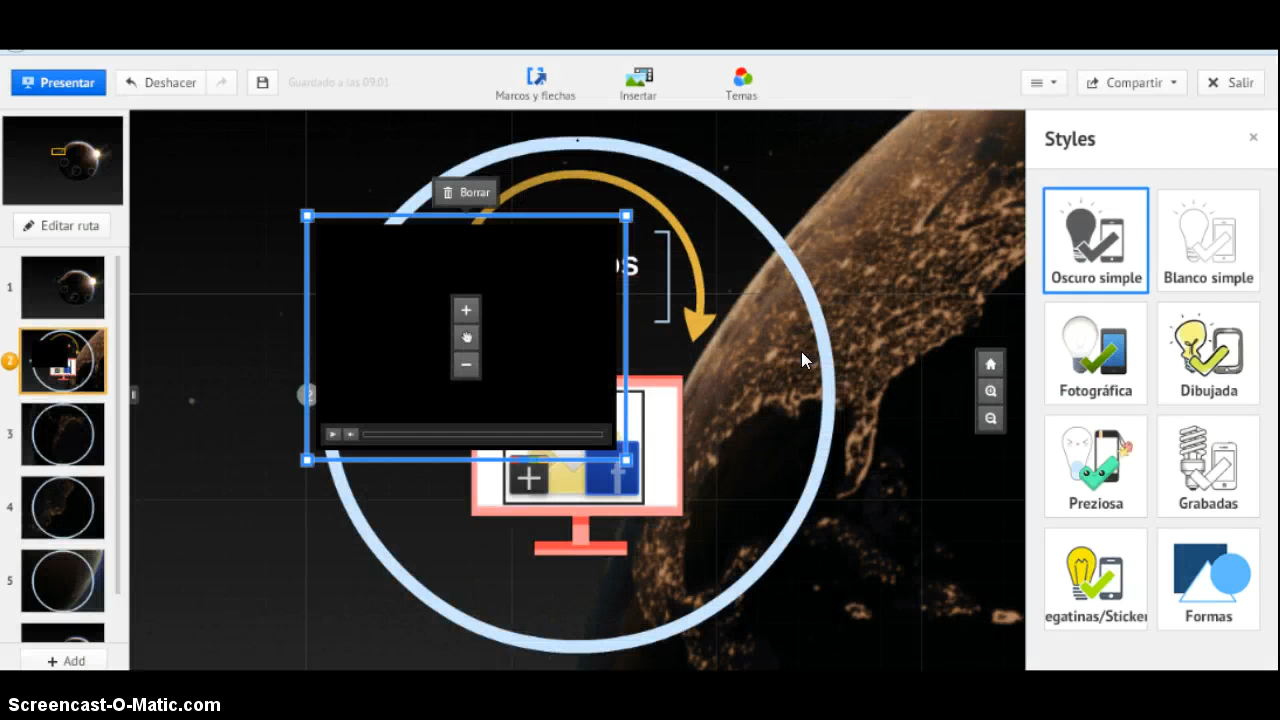 Presentar
Deshacer
Guardado a las 09:01
Marcos y flechas
Insertar
Temas
Compartir
Salir
Styles
Borrar
Editar ruta
1
2
3
4
5
Add
Oscuro simple
Blanco simple
Fotográfica
Dibujada
Preziosa
Grabadas
egatinas/Sticker
Formas
os
f
Screencast-O-Matic.com